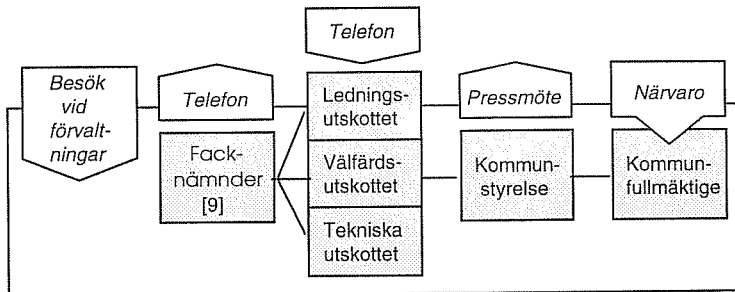 Telefon
Besök
vid
förvalt-
ningar
Telefon
Lednings-
utskottet
Pressmöte
Närvaro
Fack-
nämnder
[9]
Välfärds-
utskottet
Kommun-
styrelse
Kommun-
fullmäktige
Tekniska
utskottet